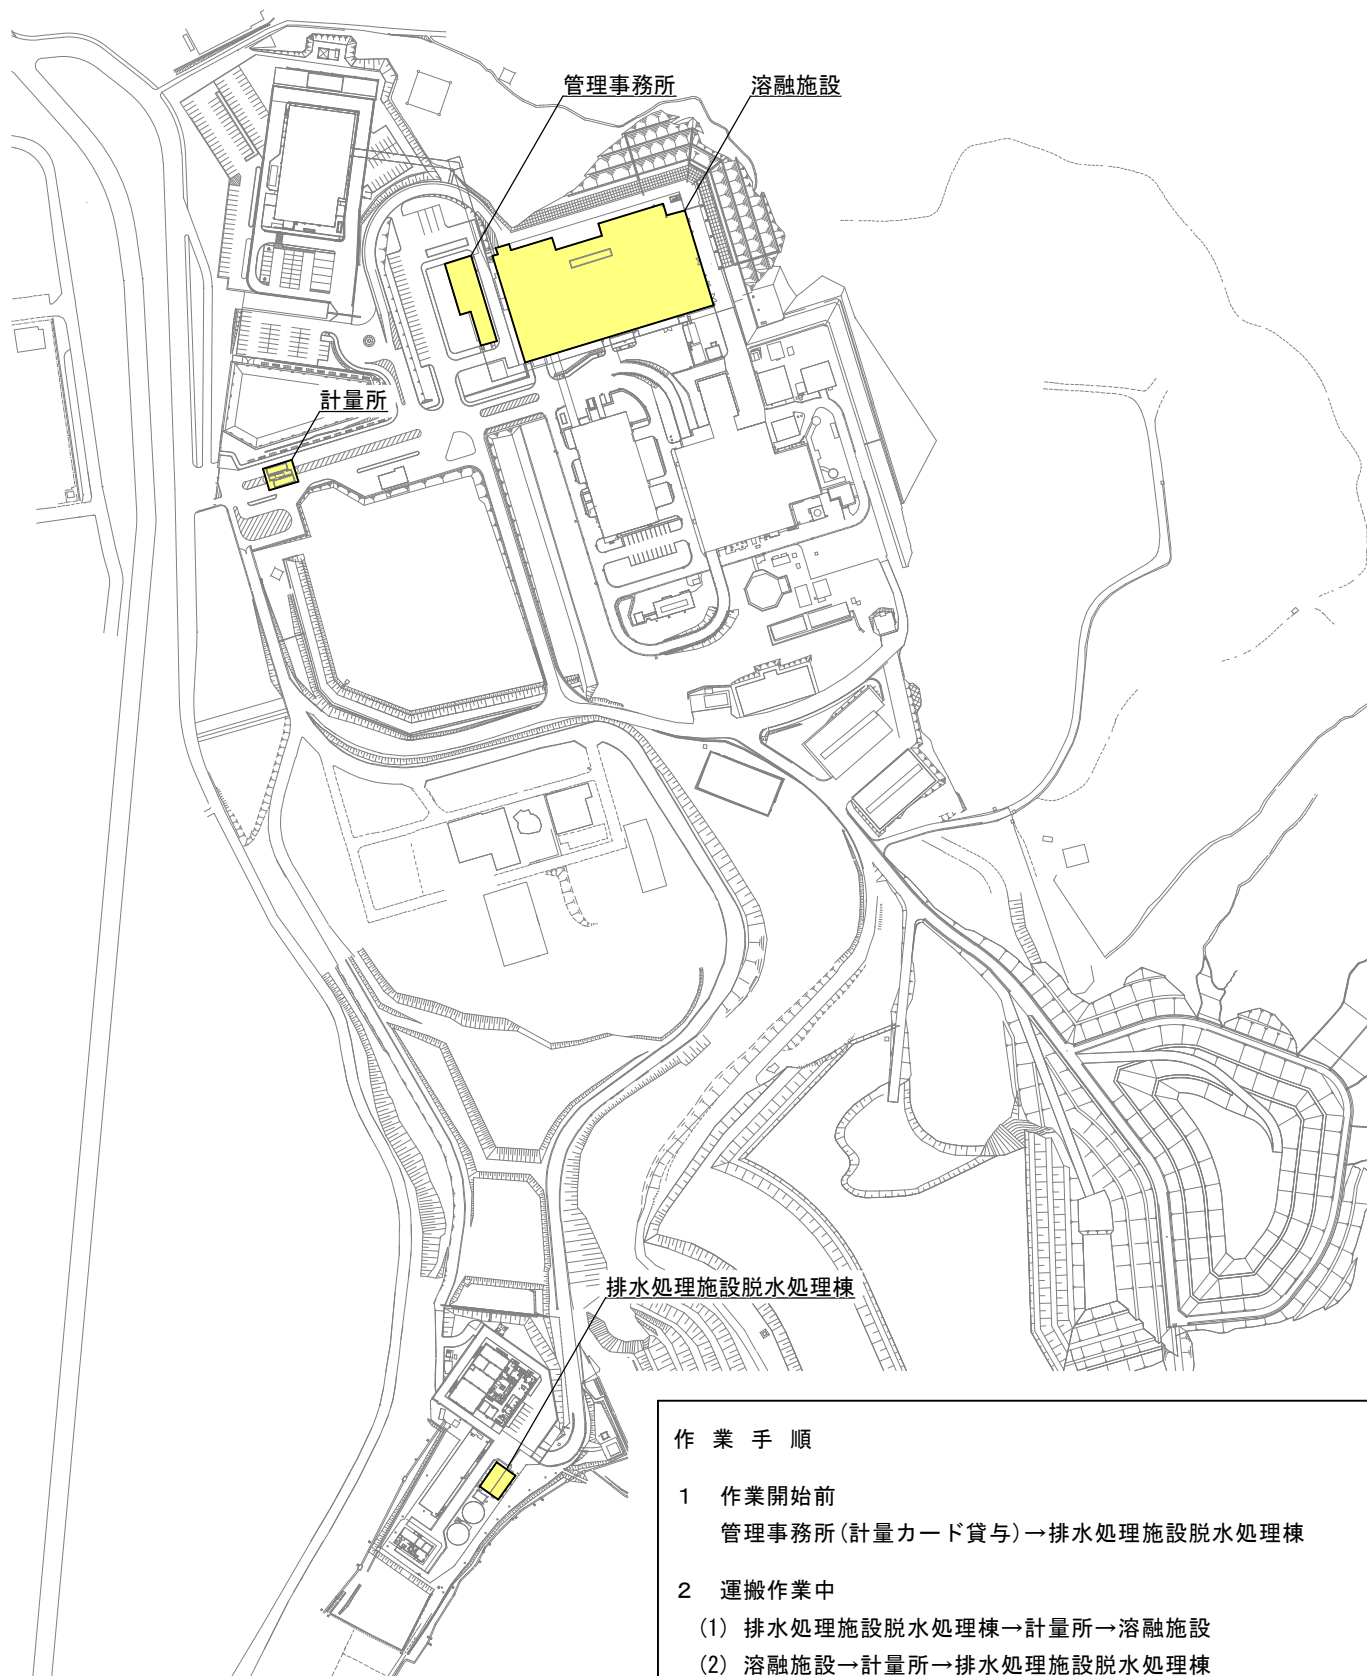 管理事務所
溶融施設
計量所
排水処理施設脱水処理棟
作 業 手 順
1 作業開始前
管理事務所(計量カード貸与)→排水処理施設脱水処理棟
2 運搬作業中
(1) 排水処理施設脱水処理棟→計量所→溶融施設
(2) 溶融施設→計量所→排水処理施設脱水処理棟